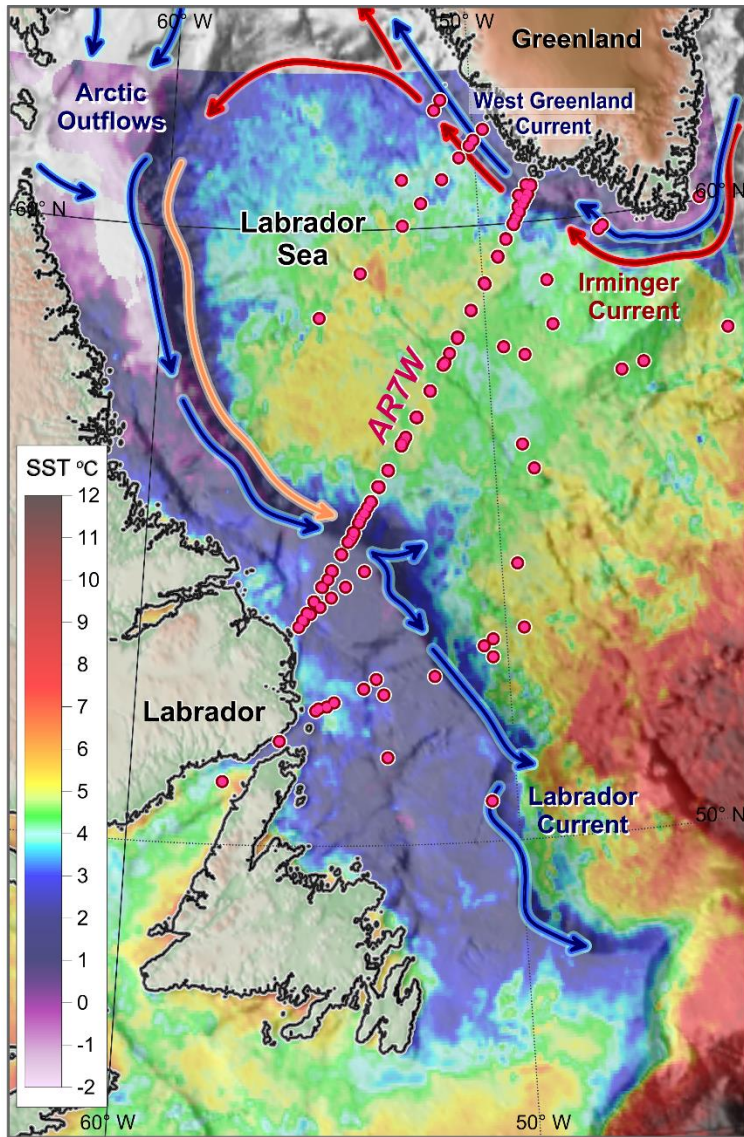 60° W
50° W
Greenland
Arctic
Outflows
West Greenland
Current
60° N
60° N
Labrador
Sea
Irminger
Current
AR7W
SST ºC
12
11
10
9
8
7
6
5
4
3
2
1
0
-1
-2
Labrador
Labrador
Current
50° N
60° W
50° W